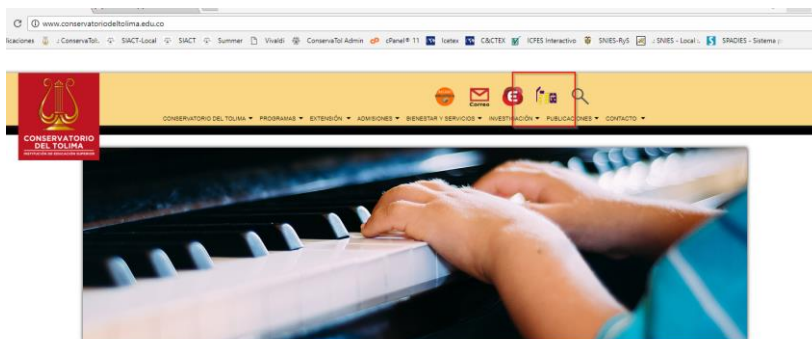 www.conservatoriodeltolima.edu.co
icaciones : ConservaTol: SIACT-Local SIACT Summer Vivaldi ConservaTol Admin cPanel® 11 Icetex C&CTEX ICFES Interactivo SNIES-RyS : SNIES - Local : SPADIES - Sistema
Correo
CONSERVATORIO DEL TOLIMA PROGRAMAS EXTENSIÓN ADMISIONES BIENESTAR Y SERVICIOS INVESTIGACIÓN PUBLICACIONES CONTACTO
CONSERVATORIO
DEL TOLIMA
INSTITUCIÓN DE EDUCACIÓN SUPERIOR